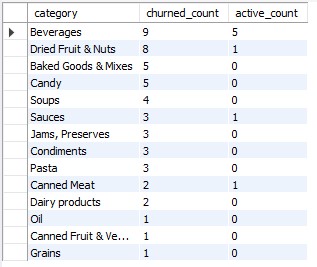 category churned_count active_count
Beverages 9 5
Dried Fruit & Nuts 8 1
Baked Goods & Mixes 5 0
Candy 5 0
Soups 4 0
Sauces 3 1
Jams, Preserves 3 0
Condiments 3 0
Pasta 3 0
Canned Meat 2 1
Dairy products 2 0
Oil 1 0
Canned Fruit & Ve... 1 0
Grains 1 0